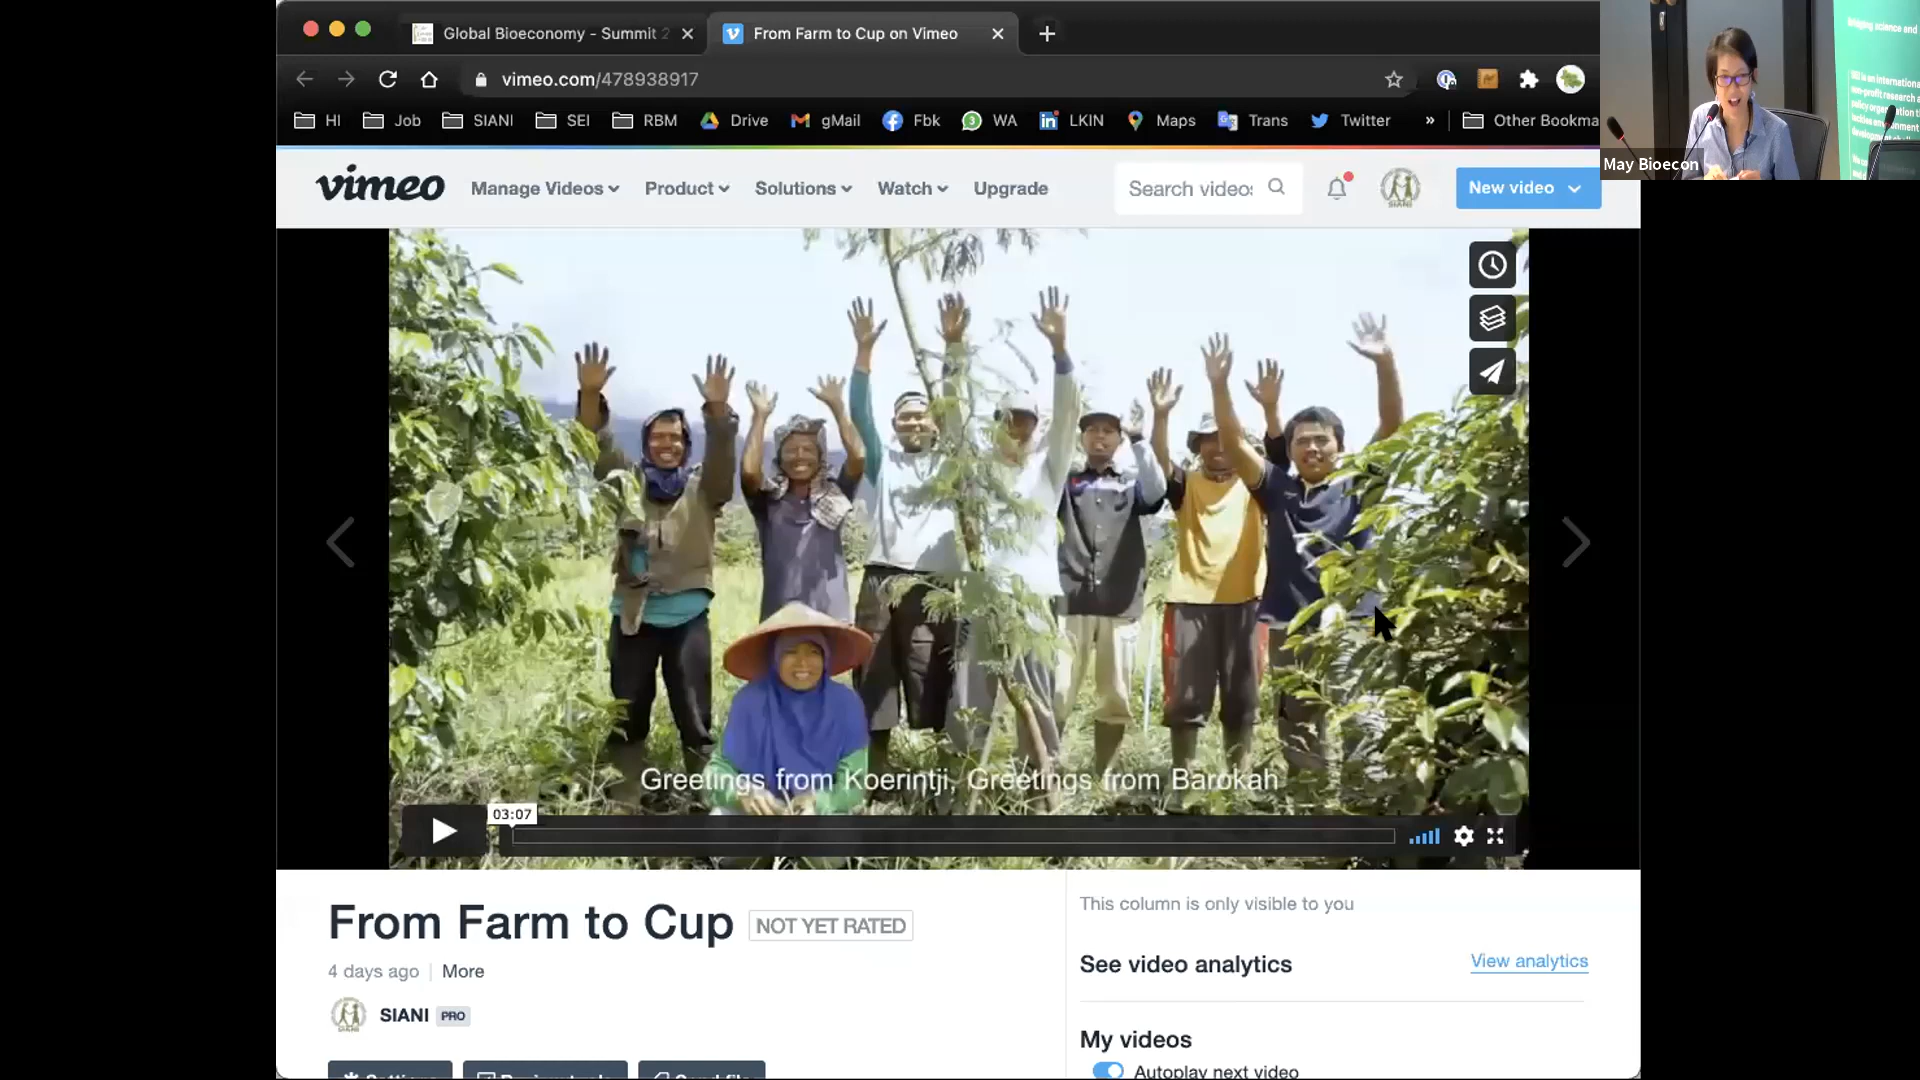 Global Bioeconomy - Summit 2
From Farm to Cup on Vimeo
vimeo.com/478938917
HI
Job
SIANI
SEI
RBM
Drive
gMail
Fbk
3
WA
LKIN
Maps
Trans
Twitter
»
Other Bookma
vimeo
Manage Videos
Product
Solutions
Watch
Upgrade
Search videos
New video
May Bioecon
Greetings from Koerintji, Greetings from Barokah
03:07
From Farm to Cup
NOT YET RATED
4 days ago
More
SIANI
PRO
This column is only visible to you
See video analytics
View analytics
My videos
Autoplay next video